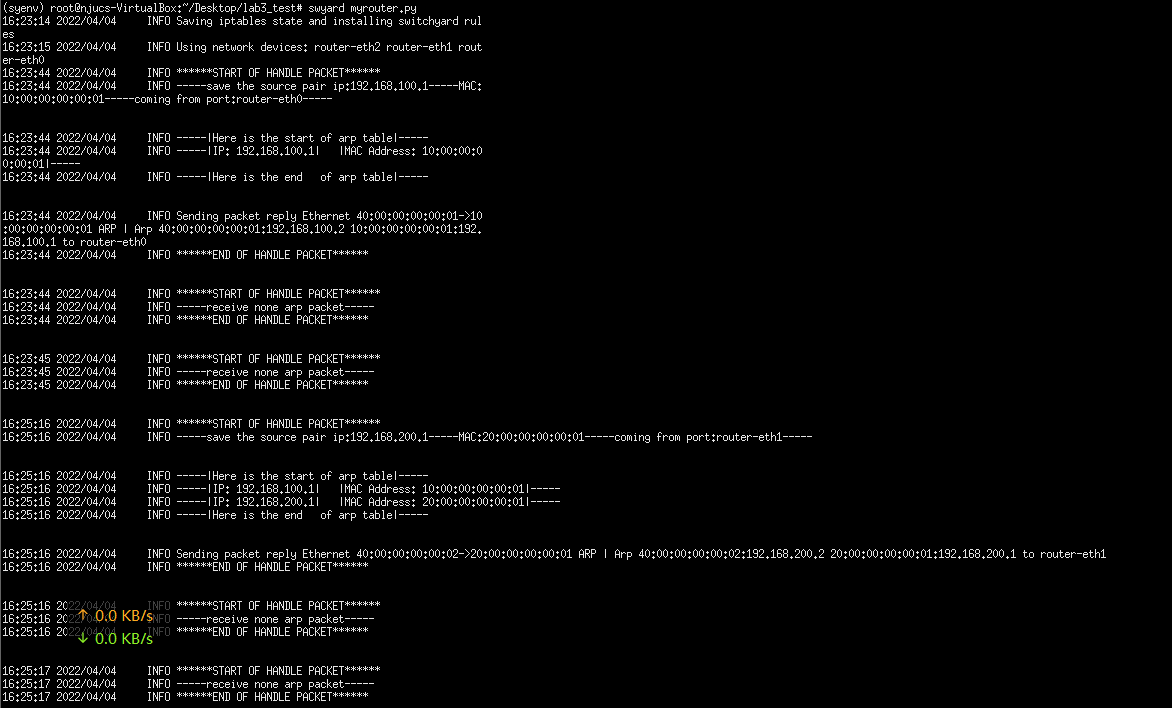 (syenv) root@njucs-VirtualBox:~/Desktop/lab3_test# swyard myrouter.py
16:23:14 2022/04/04     INFO Saving iptables state and installing switchyard rul
es
16:23:15 2022/04/04     INFO Using network devices: router-eth2 router-eth1 rout
er-eth0
16:23:44 2022/04/04     INFO ******START OF HANDLE PACKET******
16:23:44 2022/04/04     INFO -----save the source pair ip:192.168.100.1-----MAC:
10:00:00:00:00:01-----coming from port:router-eth0-----
16:23:44 2022/04/04     INFO -----|Here is the start of arp table|-----
16:23:44 2022/04/04     INFO -----|IP: 192.168.100.1|   |MAC Address: 10:00:00:0
0:00:01|-----
16:23:44 2022/04/04     INFO -----|Here is the end   of arp table|-----
16:23:44 2022/04/04     INFO Sending packet reply Ethernet 40:00:00:00:00:01->10
:00:00:00:00:01 ARP | Arp 40:00:00:00:00:01:192.168.100.2 10:00:00:00:00:01:192.
168.100.1 to router-eth0
16:23:44 2022/04/04     INFO ******END OF HANDLE PACKET******
16:23:44 2022/04/04     INFO ******START OF HANDLE PACKET******
16:23:44 2022/04/04     INFO -----receive none arp packet-----
16:23:44 2022/04/04     INFO ******END OF HANDLE PACKET******
16:23:45 2022/04/04     INFO ******START OF HANDLE PACKET******
16:23:45 2022/04/04     INFO -----receive none arp packet-----
16:23:45 2022/04/04     INFO ******END OF HANDLE PACKET******
16:25:16 2022/04/04     INFO ******START OF HANDLE PACKET******
16:25:16 2022/04/04     INFO -----save the source pair ip:192.168.200.1-----MAC:20:00:00:00:00:01-----coming from port:router-eth1-----
16:25:16 2022/04/04     INFO -----|Here is the start of arp table|-----
16:25:16 2022/04/04     INFO -----|IP: 192.168.100.1|   |MAC Address: 10:00:00:00:00:01|-----
16:25:16 2022/04/04     INFO -----|IP: 192.168.200.1|   |MAC Address: 20:00:00:00:00:01|-----
16:25:16 2022/04/04     INFO -----|Here is the end   of arp table|-----
16:25:16 2022/04/04     INFO Sending packet reply Ethernet 40:00:00:00:00:02->20:00:00:00:00:01 ARP | Arp 40:00:00:00:00:02:192.168.200.2 20:00:00:00:00:01:192.168.200.1 to router-eth1
16:25:16 2022/04/04     INFO ******END OF HANDLE PACKET******
16:25:16 2022/04/04     INFO ******START OF HANDLE PACKET******
↑ 0.0 KB/s
16:25:16 2022/04/04     INFO -----receive none arp packet-----
16:25:16 2022/04/04     INFO ******END OF HANDLE PACKET******
↓ 0.0 KB/s
16:25:17 2022/04/04     INFO ******START OF HANDLE PACKET******
16:25:17 2022/04/04     INFO -----receive none arp packet-----
16:25:17 2022/04/04     INFO ******END OF HANDLE PACKET******